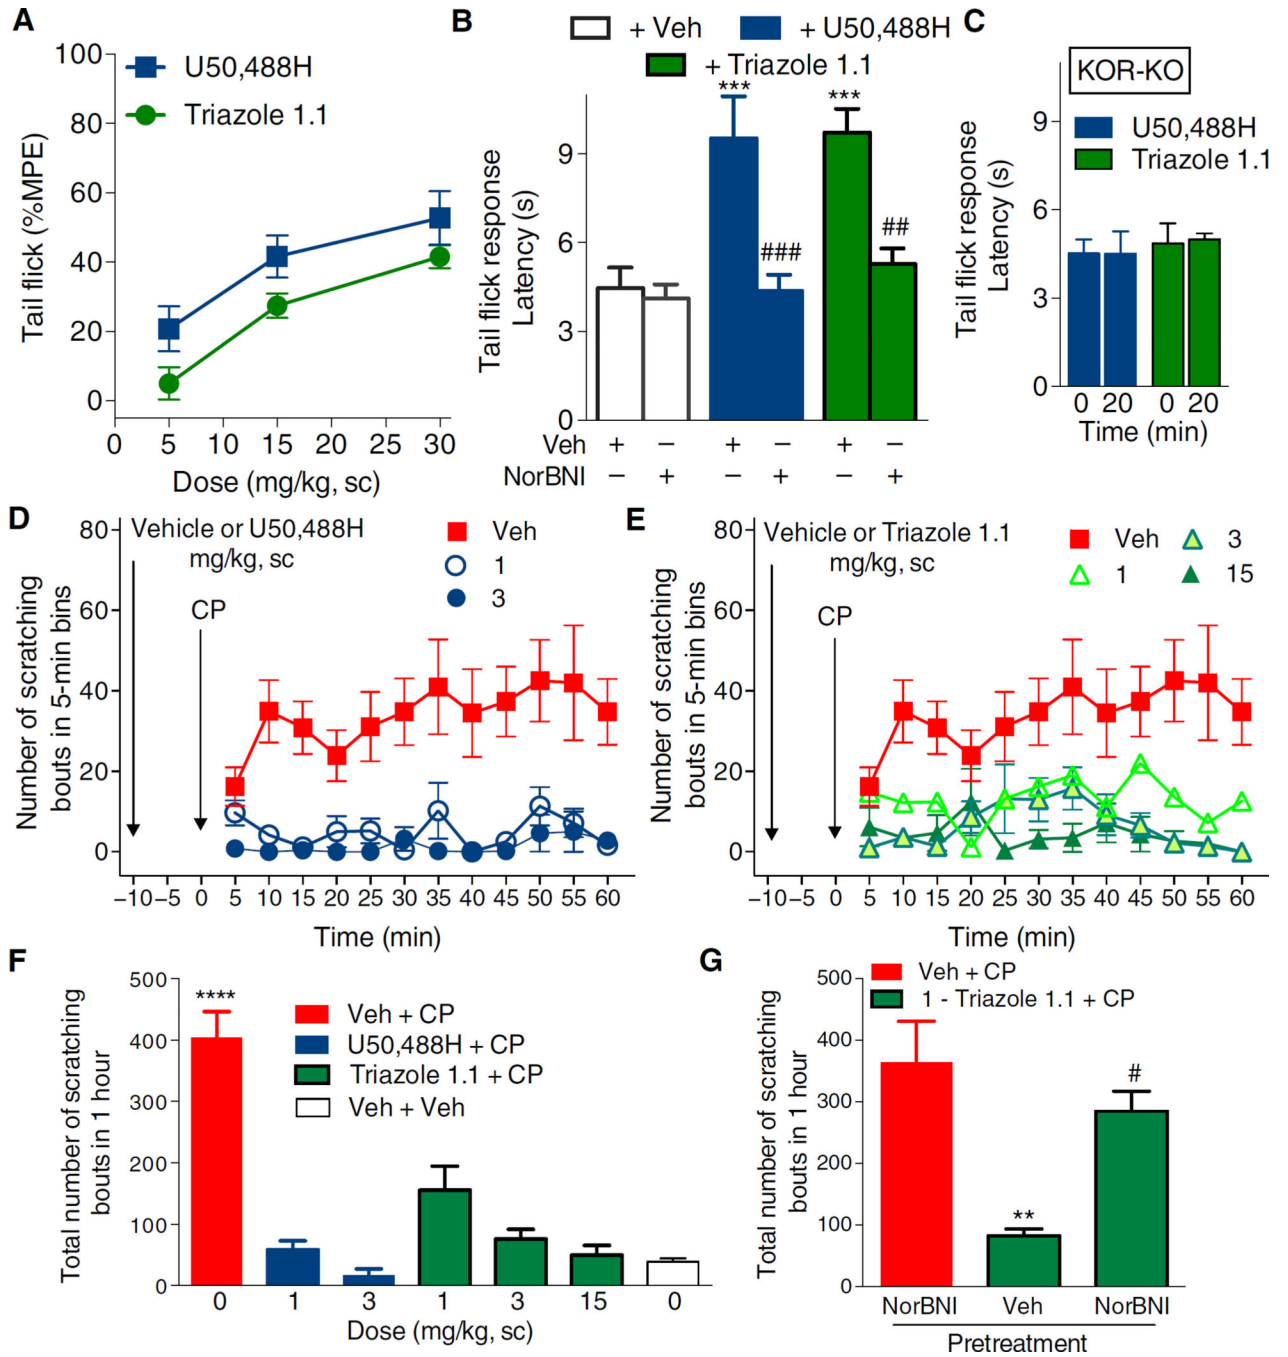 A
100
80
60
40
20
0
Tail flick (%MPE)
U50,488H
Triazole 1.1
0 5 10 15 20 25 30
Dose (mg/kg, sc)
B
+ Veh + U50,488H
+ Triazole 1.1
Tail flick response
Latency (s)
9
6
3
0
*** ***
### ##
Veh + − + − + −
NorBNI − + − + − +
C
KOR-KO
U50,488H
Triazole 1.1
Tail flick response
Latency (s)
9
6
3
0
0 20 0 20
Time (min)
D
Vehicle or U50,488H
mg/kg, sc
CP
Veh
1
3
Number of scratching
bouts in 5-min bins
80
60
40
20
0
−10 −5 0 5 10 15 20 25 30 35 40 45 50 55 60
Time (min)
E
Vehicle or Triazole 1.1
mg/kg, sc
CP
Veh 3
1 15
Number of scratching
bouts in 5-min bins
80
60
40
20
0
−10 −5 0 5 10 15 20 25 30 35 40 45 50 55 60
Time (min)
F
Total number of scratching
bouts in 1 hour
500
400
300
200
100
0
****
Veh + CP
U50,488H + CP
Triazole 1.1 + CP
Veh + Veh
0 1 3 1 3 15 0
Dose (mg/kg, sc)
G
Veh + CP
1 - Triazole 1.1 + CP
Total number of scratching
bouts in 1 hour
500
400
300
200
100
0
** #
NorBNI Veh NorBNI
Pretreatment